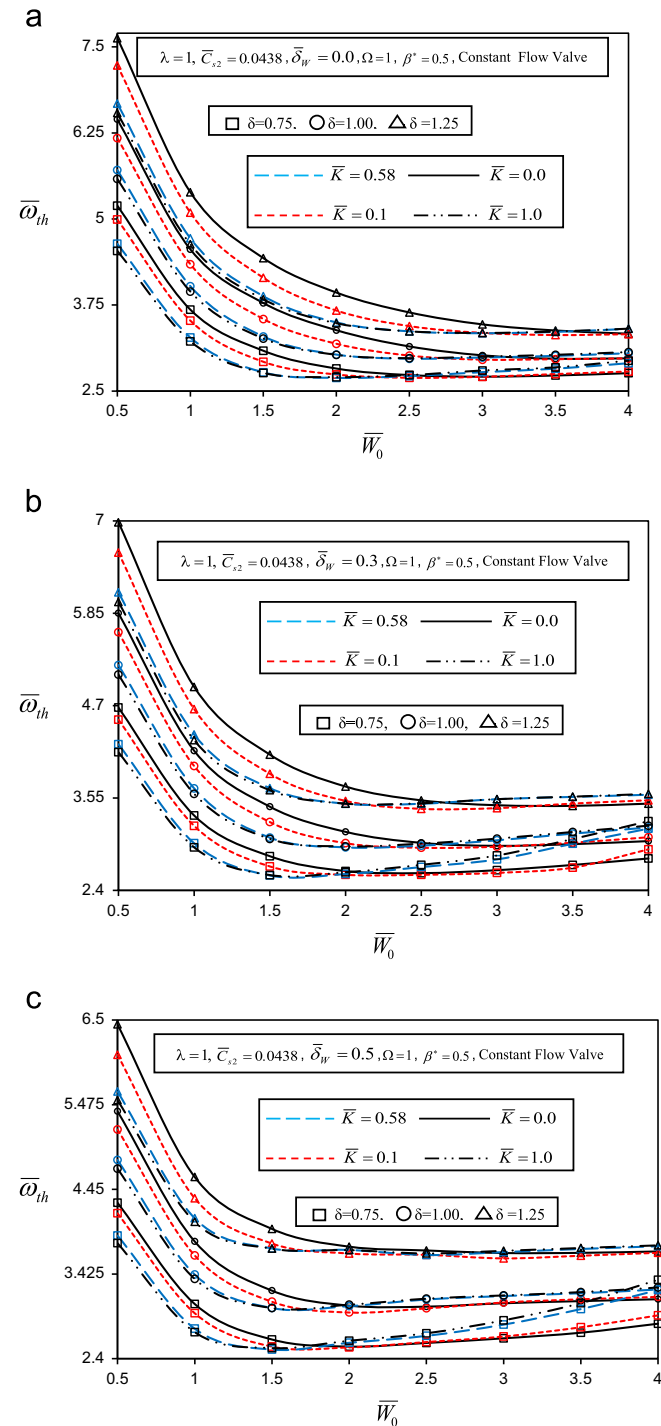 a
7.5
6.25
5
3.75
2.5
λ=1, C̅s2=0.0438, δ̅W=0.0, Ω=1, β*=0.5, Constant Flow Valve
δ=0.75, δ=1.00, δ=1.25
K̅=0.58 K̅=0.0
K̅=0.1 K̅=1.0
ω̅th
0.5 1 1.5 2 2.5 3 3.5 4
W̅0
b
7
5.85
4.7
3.55
2.4
λ=1, C̅s2=0.0438, δ̅W=0.3, Ω=1, β*=0.5, Constant Flow Valve
K̅=0.58 K̅=0.0
K̅=0.1 K̅=1.0
δ=0.75, δ=1.00, δ=1.25
ω̅th
0.5 1 1.5 2 2.5 3 3.5 4
W̅0
c
6.5
5.475
4.45
3.425
2.4
λ=1, C̅s2=0.0438, δ̅W=0.5, Ω=1, β*=0.5, Constant Flow Valve
K̅=0.58 K̅=0.0
K̅=0.1 K̅=1.0
δ=0.75, δ=1.00, δ=1.25
ω̅th
0.5 1 1.5 2 2.5 3 3.5 4
W̅0